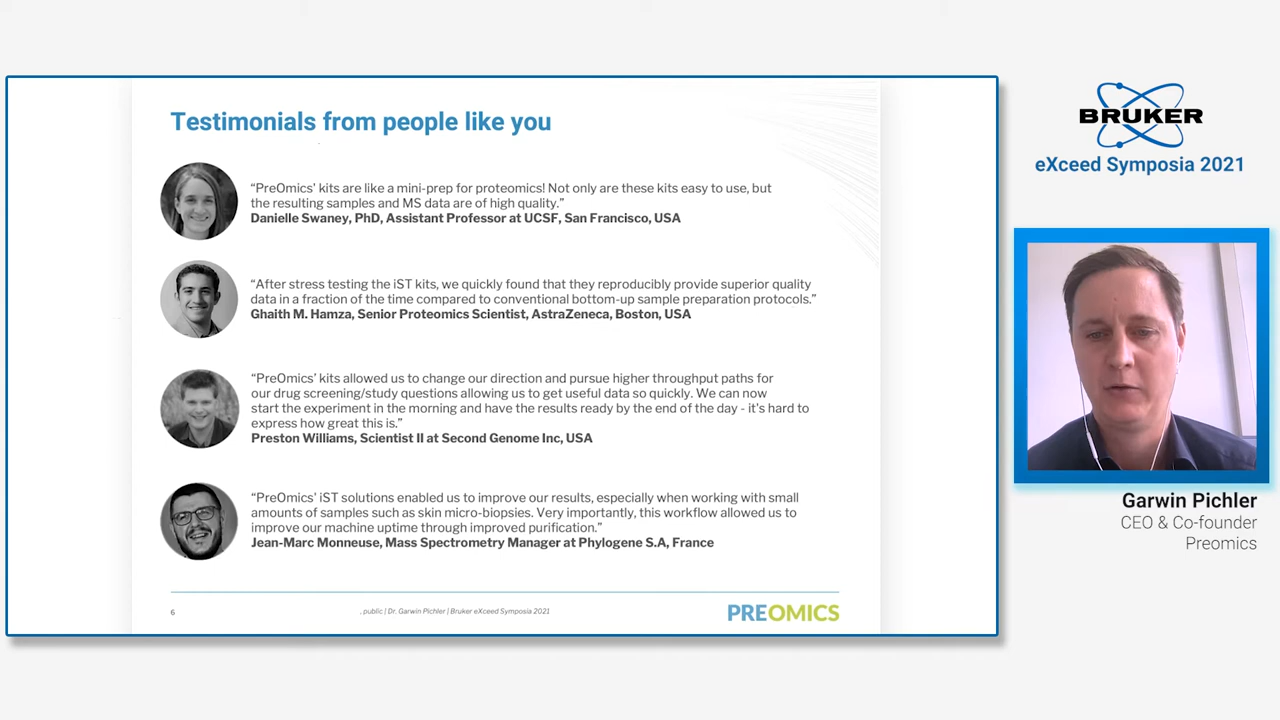 Testimonials from people like you
“PreOmics’ kits are like a mini-prep for proteomics! Not only are these kits easy to use, but
the resulting samples and MS data are of high quality.”
Danielle Swaney, PhD, Assistant Professor at UCSF, San Francisco, USA
“After stress testing the iST kits, we quickly found that they reproducibly provide superior quality
data in a fraction of the time compared to conventional bottom-up sample preparation protocols.”
Ghaith M. Hamza, Senior Proteomics Scientist, AstraZeneca, Boston, USA
“PreOmics’ kits allowed us to change our direction and pursue higher throughput paths for
our drug screening/study questions allowing us to get useful data so quickly. We can now
start the experiment in the morning and have the results ready by the end of the day - it’s hard to
express how great this is.”
Preston Williams, Scientist II at Second Genome Inc, USA
“PreOmics’ iST solutions enabled us to improve our results, especially when working with small
amounts of samples such as skin micro-biopsies. Very importantly, this workflow allowed us to
improve our machine uptime through improved purification.”
Jean-Marc Monneuse, Mass Spectrometry Manager at Phylogene S.A, France
6
, public | Dr. Garwin Pichler | Bruker eXceed Symposia 2021
PREOMICS
BRUKER
eXceed Symposia 2021
Garwin Pichler
CEO & Co-founder
Preomics